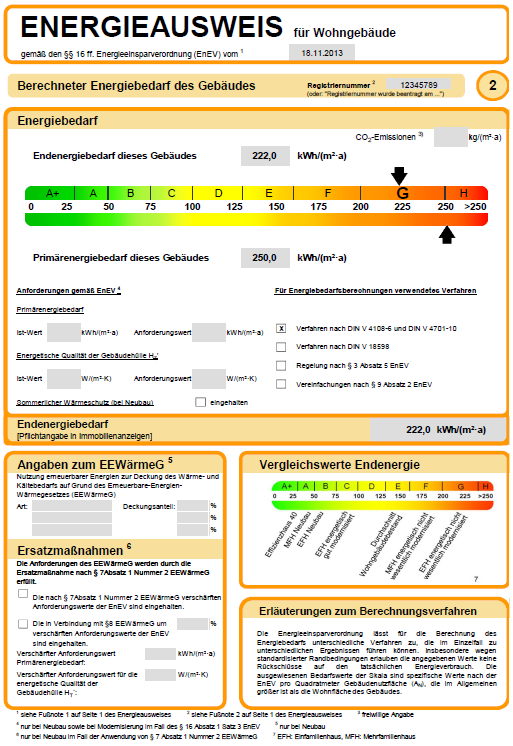 ENERGIEAUSWEIS für Wohngebäude
gemäß den §§ 16 ff. Energieeinsparverordnung (EnEV) vom 1 18.11.2013
Berechneter Energiebedarf des Gebäudes
Registriernummer 2 12345789
(oder: "Registriernummer wurde beantragt am ...")
2
Energiebedarf
CO2-Emissionen 3) kg/(m²·a)
Endenergiebedarf dieses Gebäudes 222,0 kWh/(m²·a)
A+ A B C D E F G H
0 25 50 75 100 125 150 175 200 225 250 >250
Primärenergiebedarf dieses Gebäudes 250,0 kWh/(m²·a)
Anforderungen gemäß EnEV 4
Primärenergiebedarf
Ist-Wert kWh/(m²·a) Anforderungswert kWh/(m²·a)
Energetische Qualität der Gebäudehülle HT'
Ist-Wert W/(m²·K) Anforderungswert W/(m²·K)
Sommerlicher Wärmeschutz (bei Neubau) eingehalten
Für Energiebedarfsberechnungen verwendetes Verfahren
X Verfahren nach DIN V 4108-6 und DIN V 4701-10
Verfahren nach DIN V 18598
Regelung nach § 3 Absatz 5 EnEV
Vereinfachungen nach § 9 Absatz 2 EnEV
Endenergiebedarf
[Pflichtangabe in Immobilienanzeigen]
222,0 kWh/(m²·a)
Angaben zum EEWärmeG 5
Nutzung erneuerbarer Energien zur Deckung des Wärme- und
Kältebedarfs auf Grund des Erneuerbare-Energien-
Wärmegesetzes (EEWärmeG)
Art: Deckungsanteil: %
%
%
Ersatzmaßnahmen 6
Die Anforderungen des EEWärmeG werden durch die
Ersatzmaßnahme nach § 7Absatz 1 Nummer 2 EEWärmeG
erfüllt.
Die nach § 7Absatz 1 Nummer 2 EEWärmeG verschärften
Anforderungswerte der EnEV sind eingehalten.
Die in Verbindung mit §8 EEWärmeG um %
verschärften Anforderungswerte der EnEV
sind eingehalten.
Verschärfter Anforderungswert kWh/(m²·a)
Primärenergiebedarf:
Verschärfter Anforderungswert für die W/(m²·K)
energetische Qualität der
Gebäudehülle HT':
Vergleichswerte Endenergie
A+ A B C D E F G H
0 25 50 75 100 125 150 175 200 225 >250
Effizienzhaus 40
MFH Neubau
EFH Neubau
EFH energetisch
gut modernisiert
Durchschnitt
Wohngebäudebestand
MFH energetisch nicht
wesentlich modernisiert
EFH energetisch nicht
wesentlich modernisiert
7
Erläuterungen zum Berechnungsverfahren
Die Energieeinsparverordnung lässt für die Berechnung des
Energiebedarfs unterschiedliche Verfahren zu, die im Einzelfall zu
unterschiedlichen Ergebnissen führen können. Insbesondere wegen
standardisierter Randbedingungen erlauben die angegebenen Werte keine
Rückschlüsse auf den tatsächlichen Energieverbrauch. Die
ausgewiesenen Bedarfswerte der Skala sind spezifische Werte nach der
EnEV pro Quadratmeter Gebäudenutzfläche (AN), die im Allgemeinen
größer ist als die Wohnfläche des Gebäudes.
1 siehe Fußnote 1 auf Seite 1 des Energieausweises 2 siehe Fußnote 2 auf Seite 1 des Energieausweises 3 freiwillige Angabe
4 nur bei Neubau sowie bei Modernisierung im Fall des § 16 Absatz 1 Satz 3 EnEV 5 nur bei Neubau
6 nur bei Neubau im Fall der Anwendung von § 7 Absatz 1 Nummer 2 EEWärmeG 7 EFH: Einfamilienhaus, MFH: Mehrfamilienhaus